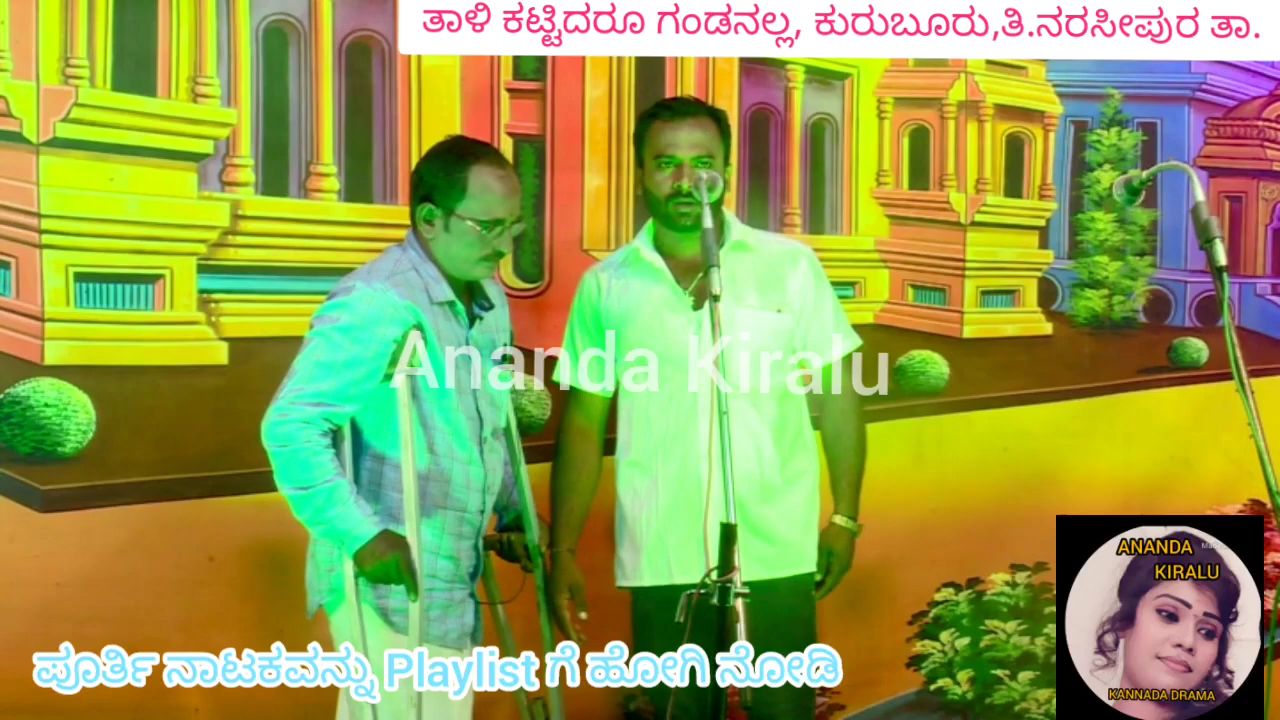 ತಾಳಿ ಕಟ್ಟಿದರೂ ಗಂಡನಲ್ಲ, ಕುರುಬೂರು,ತಿ.ನರಸೀಪುರ ತಾ.
Ananda Kiralu
ANANDA
KIRALU
ಪೂರ್ತಿ ನಾಟಕವನ್ನು Playlist ಗೆ ಹೋಗಿ ನೋಡಿ
KANNADA DRAMA